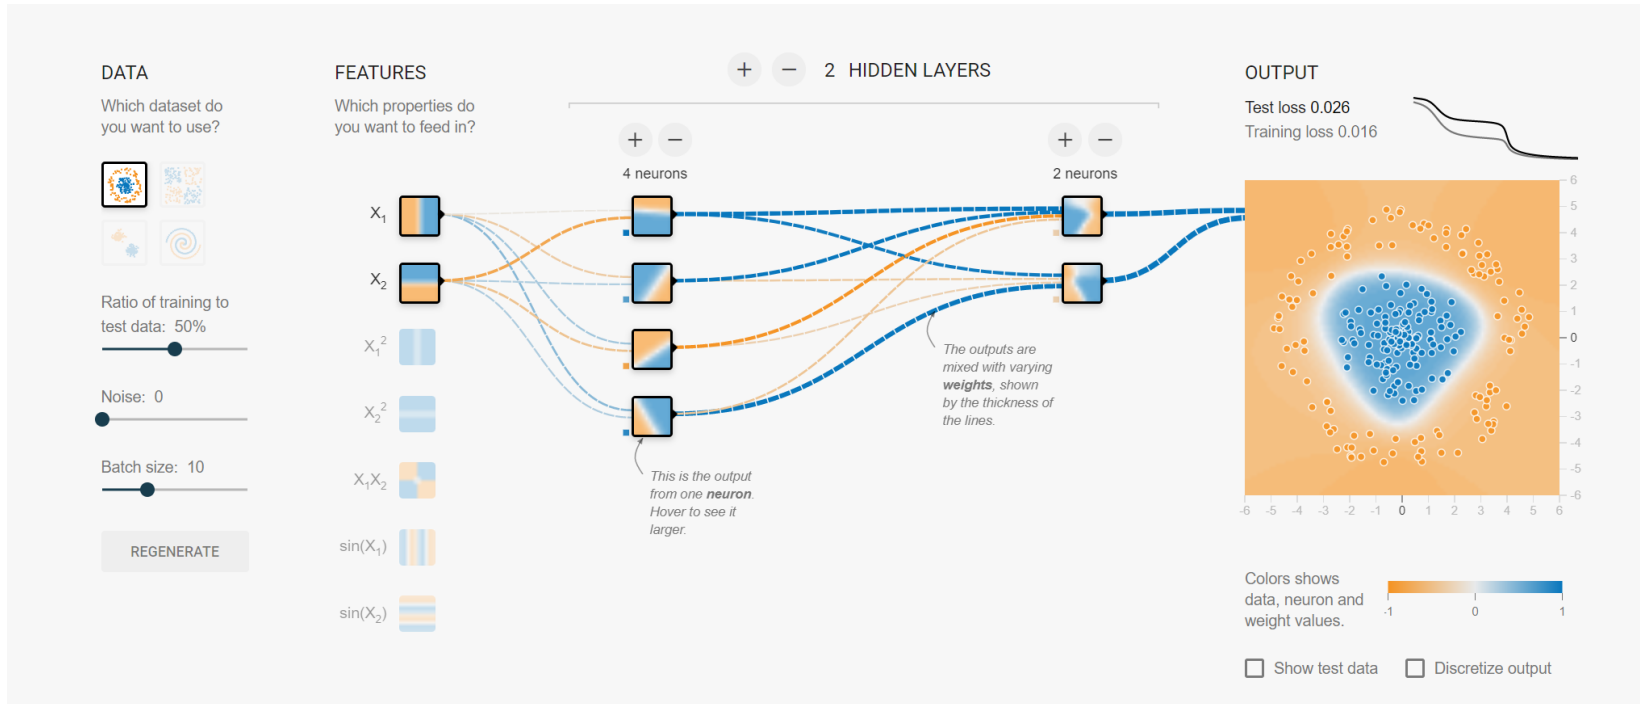 DATA
Which dataset do
you want to use?
Ratio of training to
test data: 50%
Noise: 0
Batch size: 10
REGENERATE
FEATURES
Which properties do
you want to feed in?
X1
X2
X1²
X2²
X1X2
sin(X1)
sin(X2)
+ − 2 HIDDEN LAYERS
+ −
4 neurons
This is the output
from one neuron.
Hover to see it
larger.
+ −
2 neurons
The outputs are
mixed with varying
weights, shown
by the thickness of
the lines.
OUTPUT
Test loss 0.026
Training loss 0.016
6
5
4
3
2
1
0
-1
-2
-3
-4
-5
-6
-6 -5 -4 -3 -2 -1 0 1 2 3 4 5 6
Colors shows
data, neuron and
weight values.
-1 0 1
Show test data
Discretize output